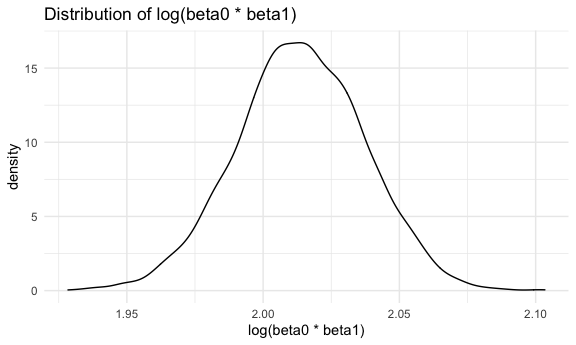 Distribution of log(beta0 * beta1)
15
10
5
0
density
1.95
2.00
2.05
2.10
log(beta0 * beta1)